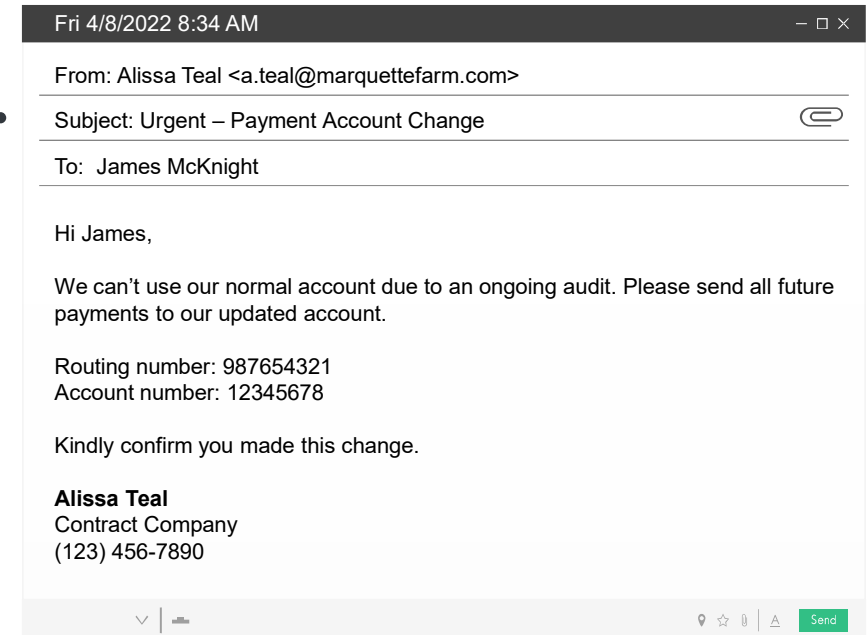 Fri 4/8/2022 8:34 AM
From: Alissa Teal <a.teal@marquettefarm.com>
Subject: Urgent – Payment Account Change
To: James McKnight
Hi James,
We can’t use our normal account due to an ongoing audit. Please send all future
payments to our updated account.
Routing number: 987654321
Account number: 12345678
Kindly confirm you made this change.
Alissa Teal
Contract Company
(123) 456-7890
A
Send